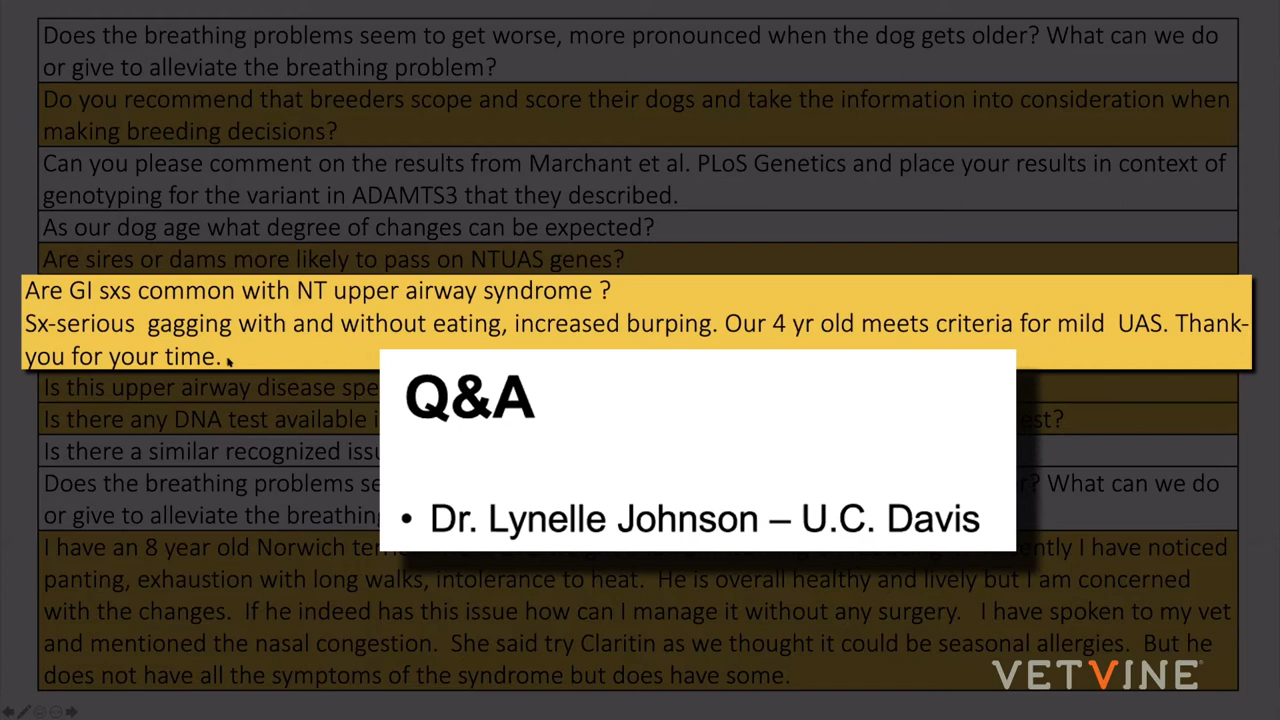 Does the breathing problems seem to get worse, more pronounced when the dog gets older? What can we do
or give to alleviate the breathing problem?
Do you recommend that breeders scope and score their dogs and take the information into consideration when
making breeding decisions?
Can you please comment on the results from Marchant et al. PLoS Genetics and place your results in context of
genotyping for the variant in ADAMTS3 that they described.
As our dog age what degree of changes can be expected?
Are sires or dams more likely to pass on NTUAS genes?
Are GI sxs common with NT upper airway syndrome ?
Sx-serious  gagging with and without eating, increased burping. Our 4 yr old meets criteria for mild  UAS. Thank-
you for your time.
Q&A
• Dr. Lynelle Johnson – U.C. Davis
Is this upper airway disease
Is there any DNA test available
Is there a similar recognized
Does the breathing problems What can we do
or give to alleviate the
I have an 8 year old Norwich I have noticed
panting, exhaustion with long walks, intolerance to heat.  He is overall healthy and lively but I am concerned
with the changes.  If he indeed has this issue how can I manage it without any surgery.   I have spoken to my vet
and mentioned the nasal congestion.  She said try Claritin as we thought it could be seasonal allergies.  But he
does not have all the symptoms of the syndrome but does have some.
VETVINE